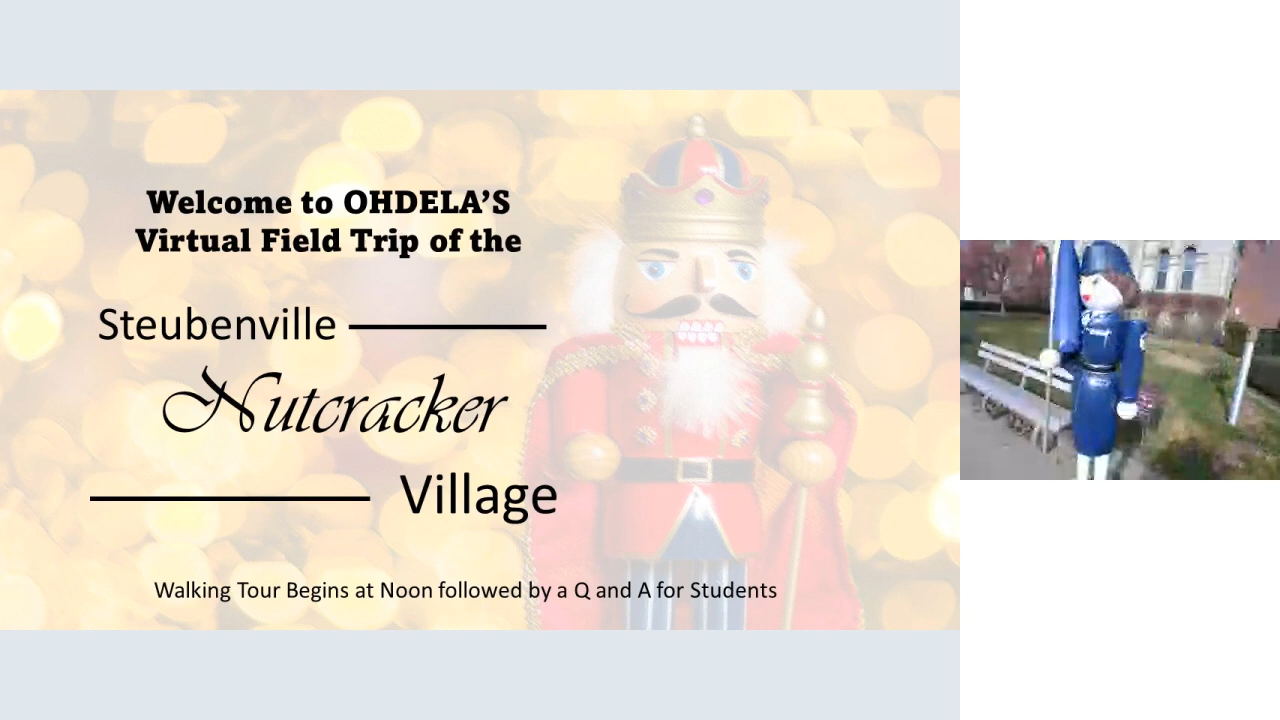 Welcome to OHDELA’S
Virtual Field Trip of the
Steubenville
Nutcracker
Village
Walking Tour Begins at Noon followed by a Q and A for Students